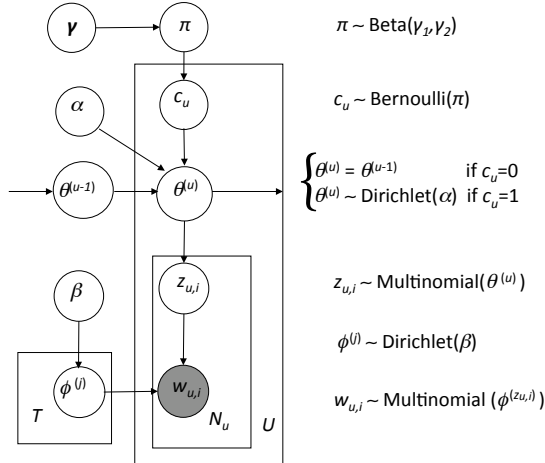 γ
π
π ~ Beta(γ1,γ2)
α
cu
cu ~ Bernoulli(π)
θ(u-1)
θ(u)
θ(u) = θ(u-1) if cu=0
θ(u) ~ Dirichlet(α) if cu=1
β
zu,i
zu,i ~ Multinomial(θ(u))
ϕ(j) ~ Dirichlet(β)
T
ϕ(j)
wu,i
Nu
U
wu,i ~ Multinomial (ϕ(zu,i))